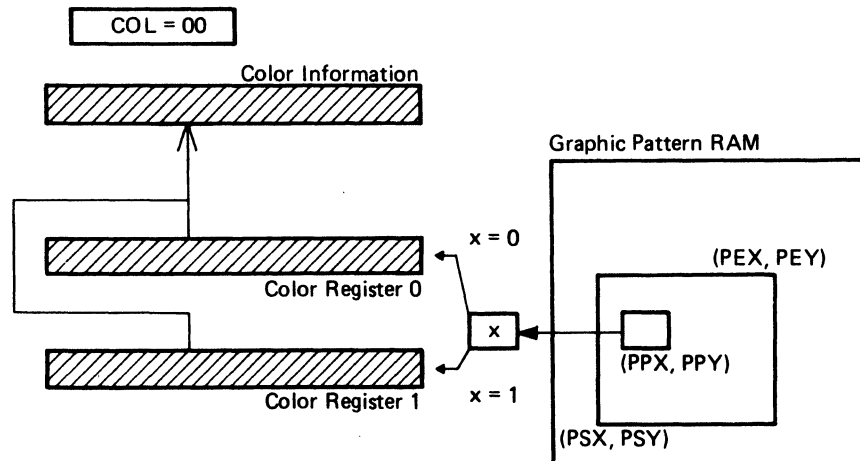 COL = 00
Color Information
Graphic Pattern RAM
x = 0
(PEX, PEY)
Color Register 0
x
(PPX, PPY)
Color Register 1
x = 1
(PSX, PSY)